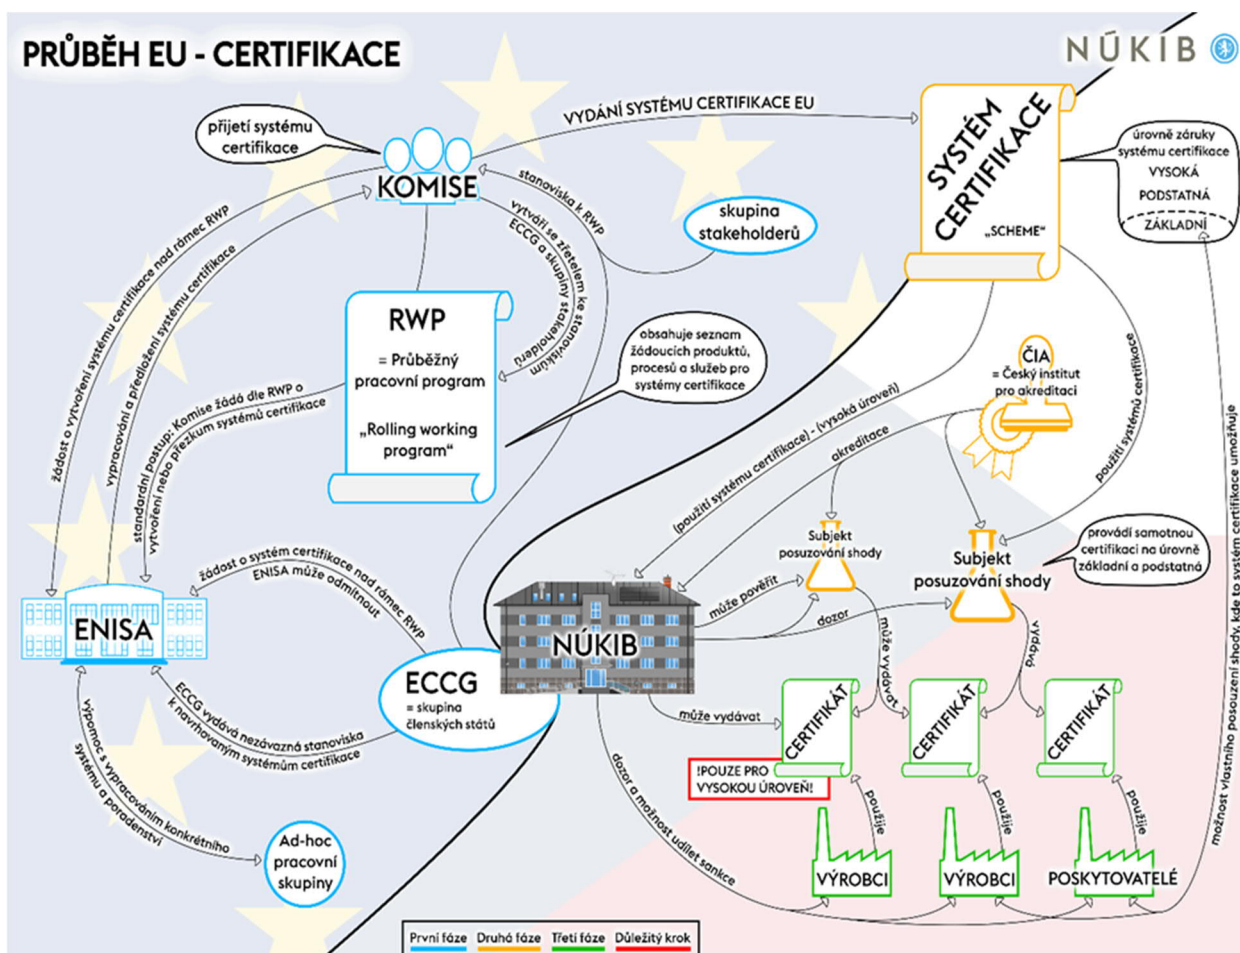 PRŮBĚH EU - CERTIFIKACE
NÚKIB
přijetí systému
certifikace
KOMISE
VYDÁNÍ SYSTÉMU CERTIFIKACE EU
SYSTÉM
CERTIFIKACE
„SCHEME“
úrovně záruky
systému certifikace
VYSOKÁ
PODSTATNÁ
ZÁKLADNÍ
stanoviska k RWP
skupina
stakeholderů
vytváří se zřetelem ke stanoviskům
ECCG a skupiny stakeholderů
žádost o vytvoření systému certifikace nad rámec RWP
vypracování a předložení systému certifikace
RWP
= Průběžný
pracovní program
„Rolling working
program“
obsahuje seznam
žádoucích produktů,
procesů a služeb pro
systémy certifikace
standardní postup: Komise žádá dle RWP o
vytvoření nebo přezkum systémů certifikace
ČIA
= Český institut
pro akreditaci
(použití systému certifikace) - (vysoká úroveň)
akreditace
použití systémů certifikace
možnost vlastního posouzení shody, kde to systém certifikace umožňuje
Subjekt
posuzování shody
Subjekt
posuzování shody
provádí samotnou
certifikaci na úrovně
základní a podstatná
žádost o systém certifikace nad rámec RWP
ENISA může odmítnout
ENISA
NÚKIB
může pověřit
dozor
může vydávat
vydává
ECCG
= skupina
členských států
ECCG vydává nezávazná stanoviska
k navrhovaným systémům certifikace
může vydávat
CERTIFIKÁT
CERTIFIKÁT
CERTIFIKÁT
!POUZE PRO
VYSOKOU ÚROVEŇ!
výpomoc s vypracováním konkrétního
systému a poradenství
Ad-hoc
pracovní
skupiny
dozor a možnost udílet sankce
použije
použije
použije
VÝROBCI
VÝROBCI
POSKYTOVATELÉ
První fáze Druhá fáze Třetí fáze Důležitý krok